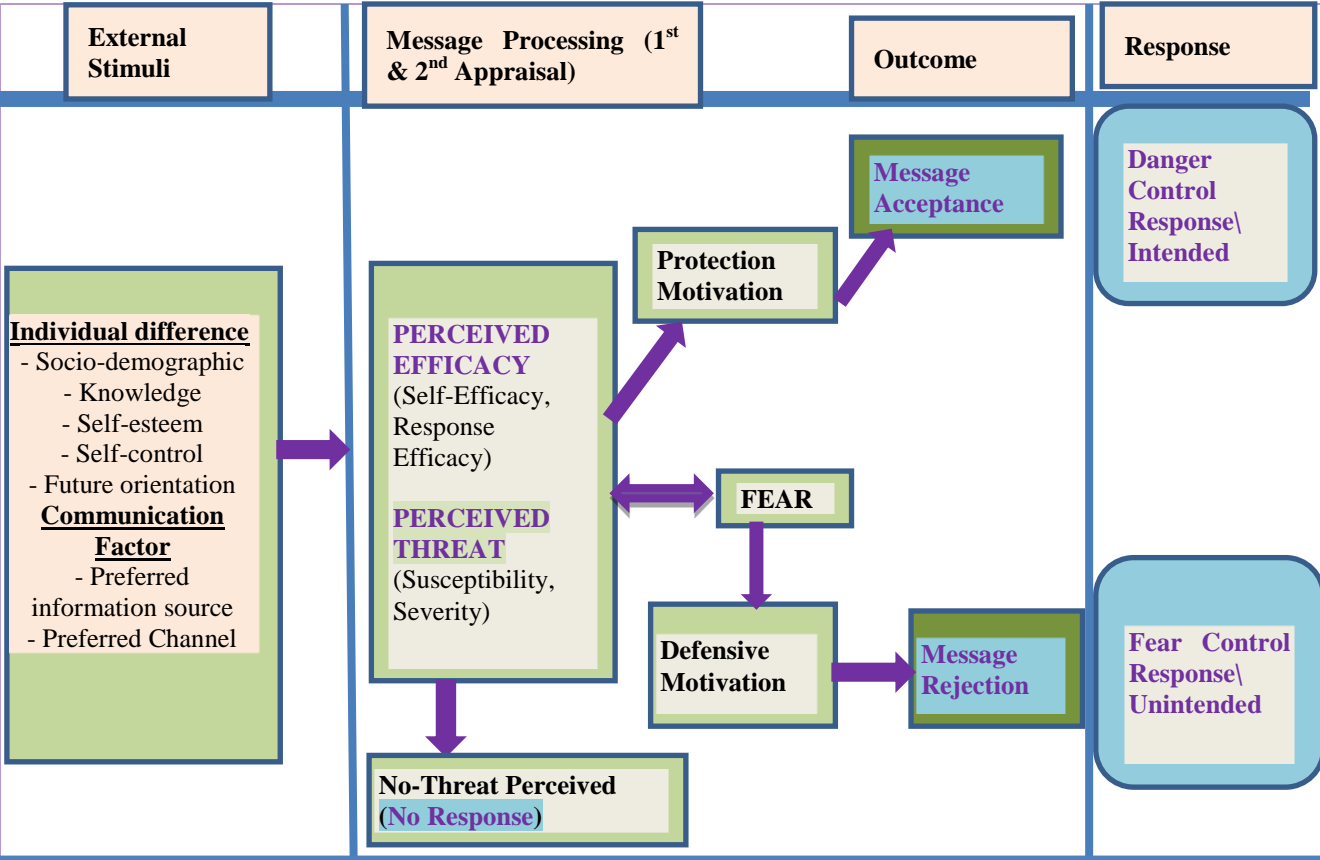 External
Stimuli
Message Processing (1st
& 2nd Appraisal)
Outcome
Response
Individual difference
- Socio-demographic
- Knowledge
- Self-esteem
- Self-control
- Future orientation
Communication
Factor
- Preferred
information source
- Preferred Channel
PERCEIVED
EFFICACY
(Self-Efficacy,
Response
Efficacy)
PERCEIVED
THREAT
(Susceptibility,
Severity)
No-Threat Perceived
(No Response)
Protection
Motivation
FEAR
Defensive
Motivation
Message
Acceptance
Message
Rejection
Danger
Control
Response\
Intended
Fear Control
Response\
Unintended